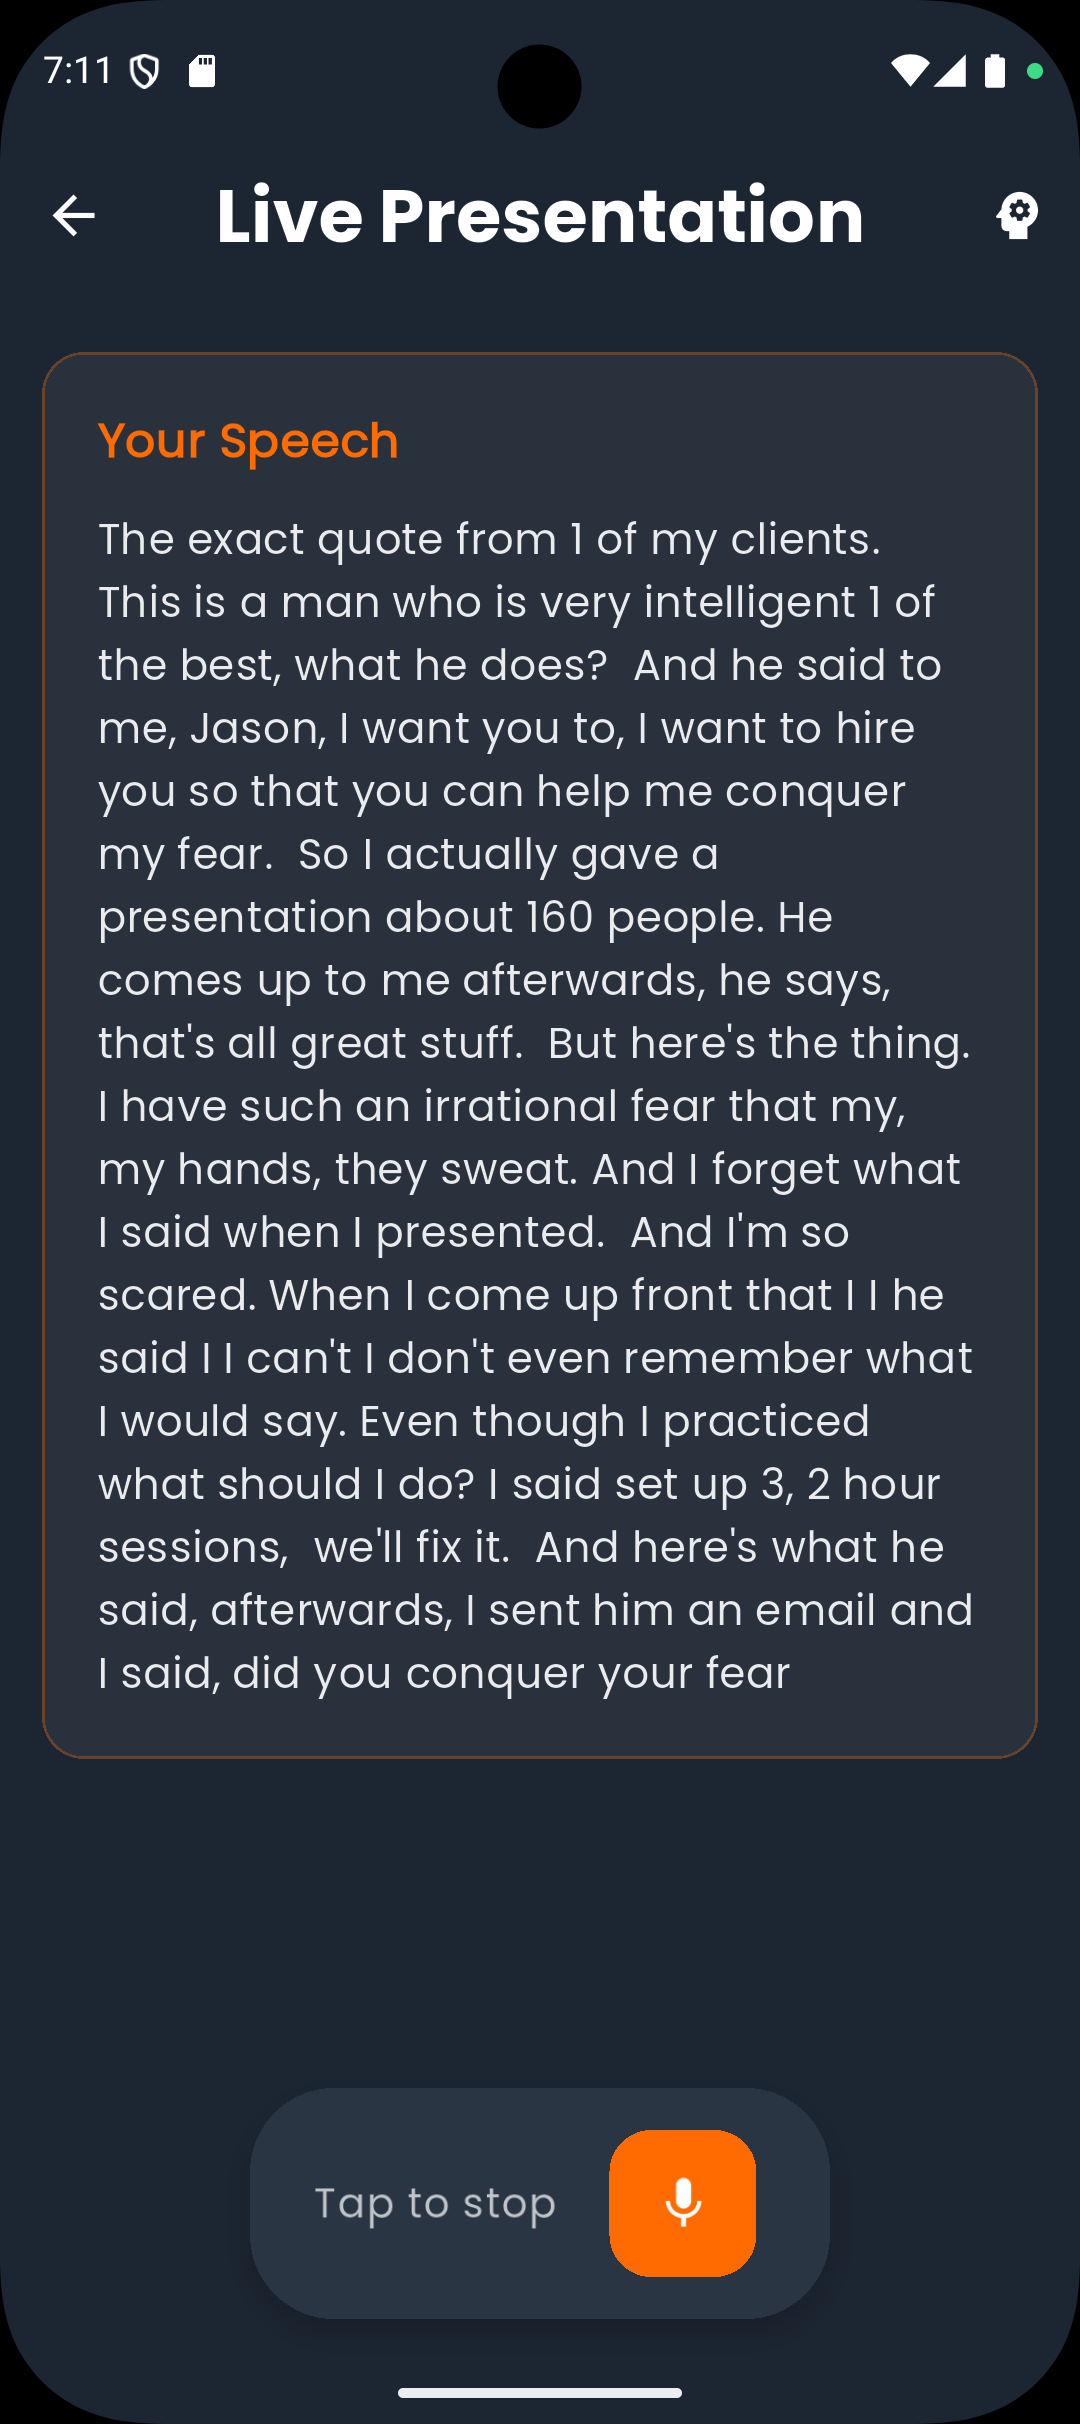 7:11
Live Presentation
Your Speech
The exact quote from 1 of my clients.
This is a man who is very intelligent 1 of
the best, what he does?  And he said to
me, Jason, I want you to, I want to hire
you so that you can help me conquer
my fear.  So I actually gave a
presentation about 160 people. He
comes up to me afterwards, he says,
that's all great stuff.  But here's the thing.
I have such an irrational fear that my,
my hands, they sweat. And I forget what
I said when I presented.  And I'm so
scared. When I come up front that I I he
said I I can't I don't even remember what
I would say. Even though I practiced
what should I do? I said set up 3, 2 hour
sessions,  we'll fix it.  And here's what he
said, afterwards, I sent him an email and
I said, did you conquer your fear
Tap to stop